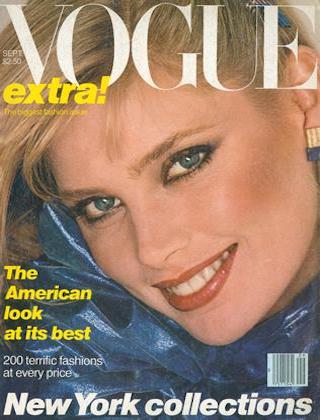 VOGUE
SEPT.
$2.50
extra!
The biggest fashion issue
The
American
look
at its best
200 terrific fashions
at every price
New York collections